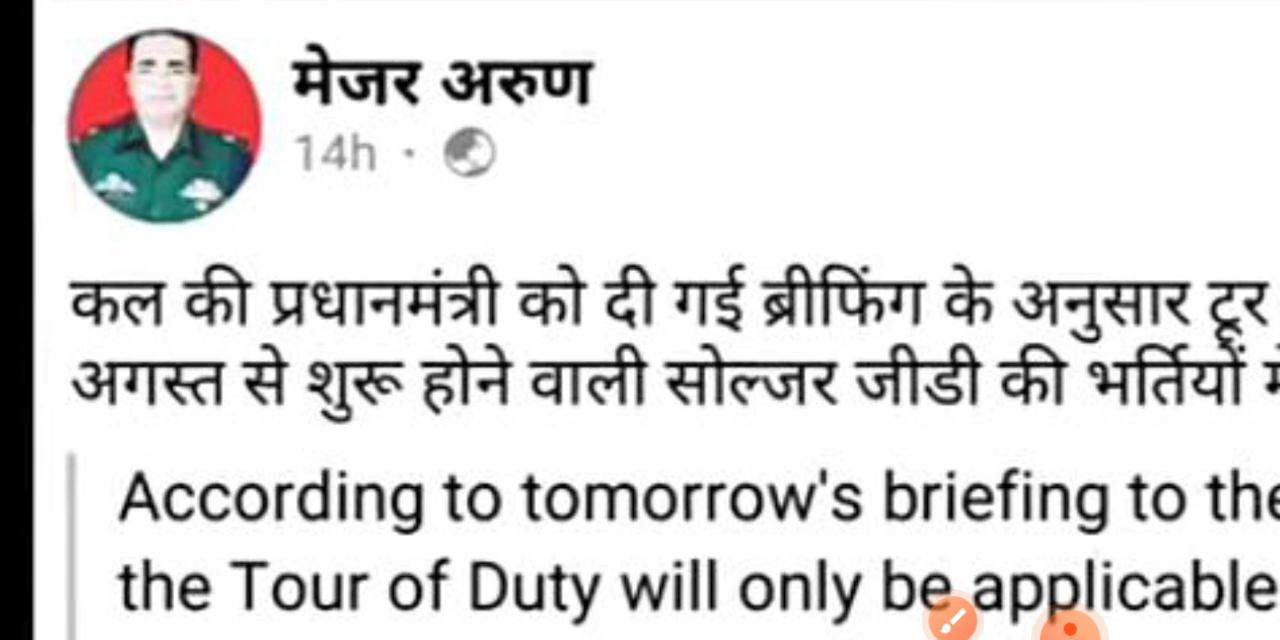 मेजर अरुण
14h ·
कल की प्रधानमंत्री को दी गई ब्रीफिंग के अनुसार टूर
अगस्त से शुरू होने वाली सोल्जर जीडी की भर्तियों
According to tomorrow's briefing to the
the Tour of Duty will only be applicable